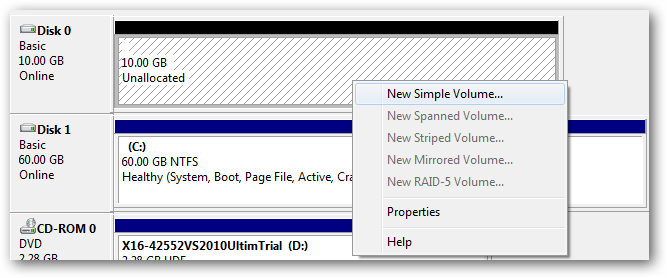 Disk 0
Basic
10.00 GB
Online
10.00 GB
Unallocated
New Simple Volume...
New Spanned Volume...
New Striped Volume...
New Mirrored Volume...
New RAID-5 Volume...
Properties
Help
Disk 1
Basic
60.00 GB
Online
(C:)
60.00 GB NTFS
Healthy (System, Boot, Page File, Active, Cra
CD-ROM 0
DVD
2.28 GB
X16-42552VS2010UltimTrial (D:)
2.28 GB UDF